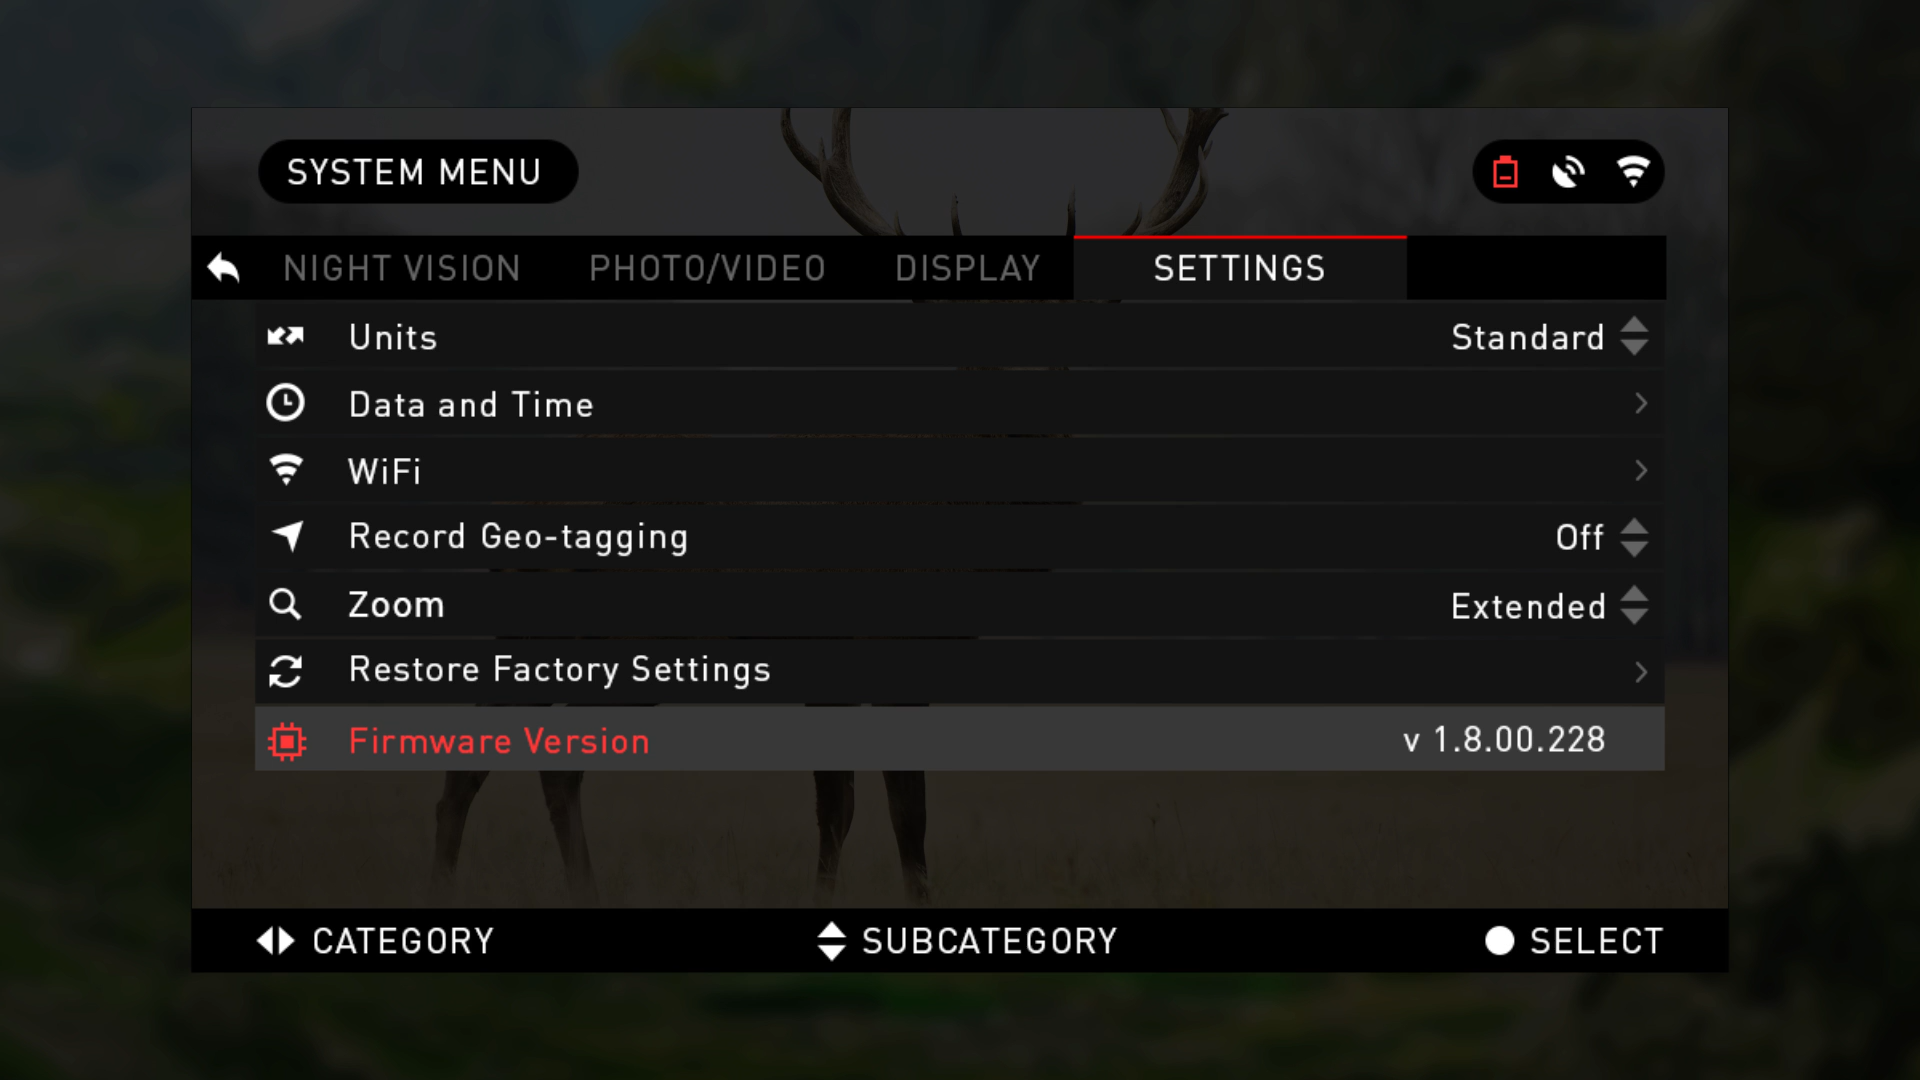 SYSTEM MENU
NIGHT VISION PHOTO/VIDEO DISPLAY SETTINGS
Units Standard
Data and Time
WiFi
Record Geo-tagging Off
Zoom Extended
Restore Factory Settings
Firmware Version v 1.8.00.228
CATEGORY SUBCATEGORY SELECT